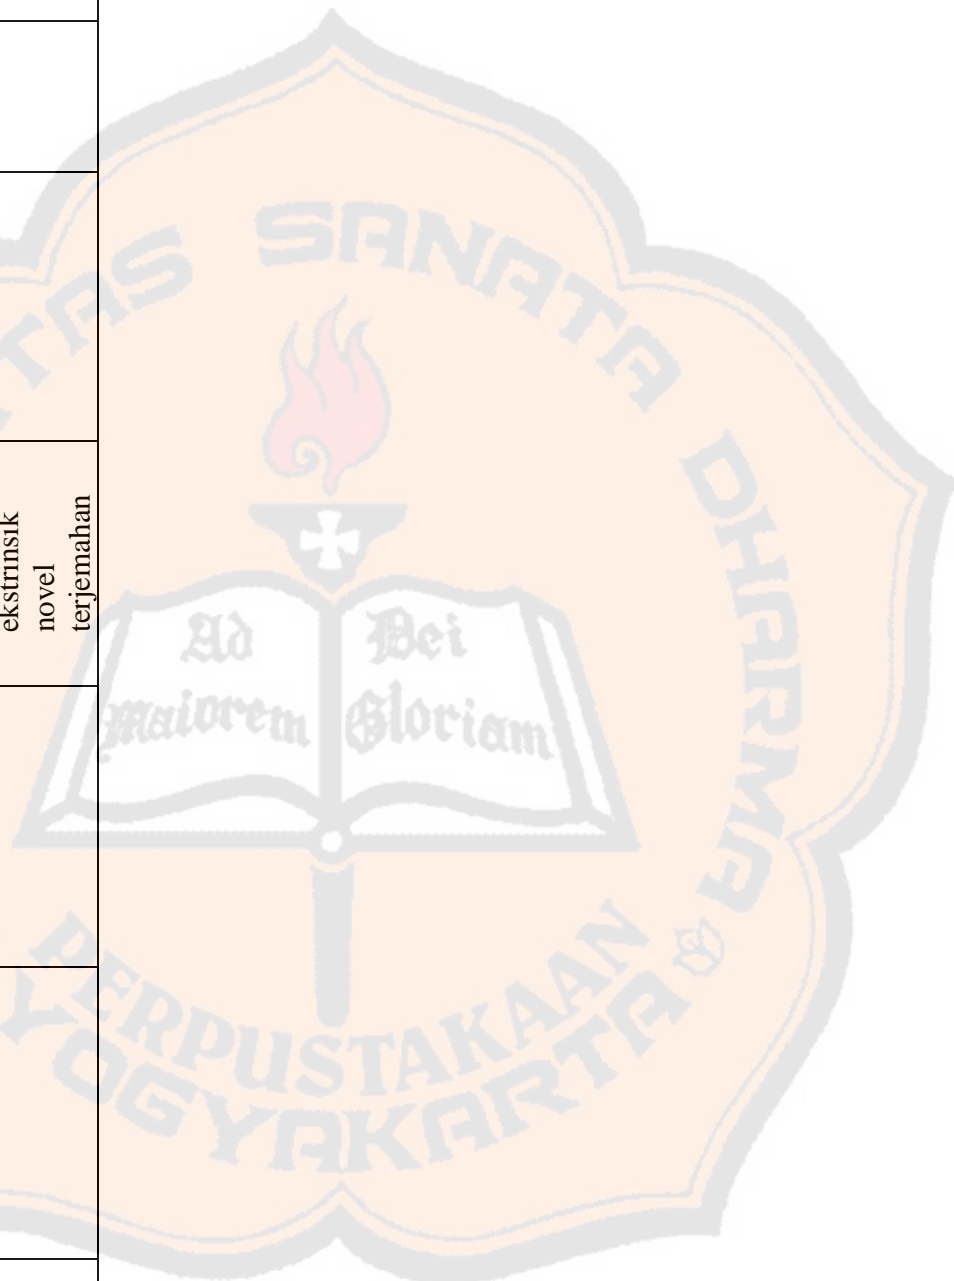 ekstrinsik
novel
terjemahan
TAS SANATA DHARMA
Ad
Maiorem
Dei
Gloriam
PERPUSTAKAAN
YOGYAKARTA